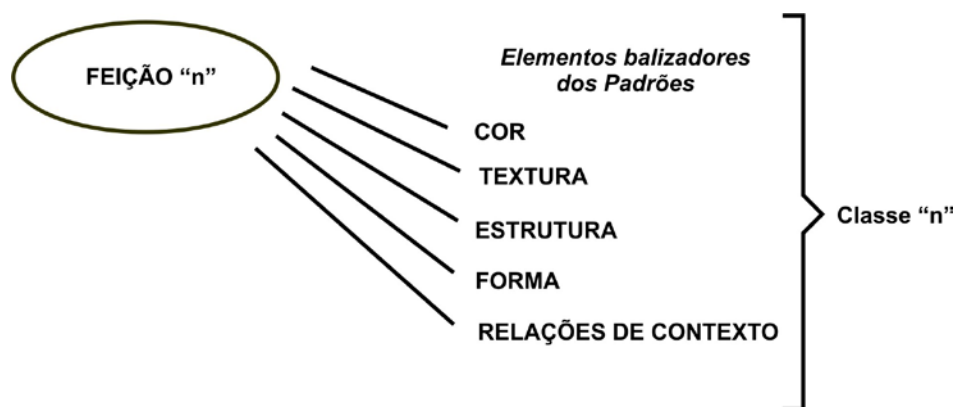 FEIÇÃO “n”
Elementos balizadores
dos Padrões
COR
TEXTURA
ESTRUTURA
FORMA
RELAÇÕES DE CONTEXTO
Classe “n”